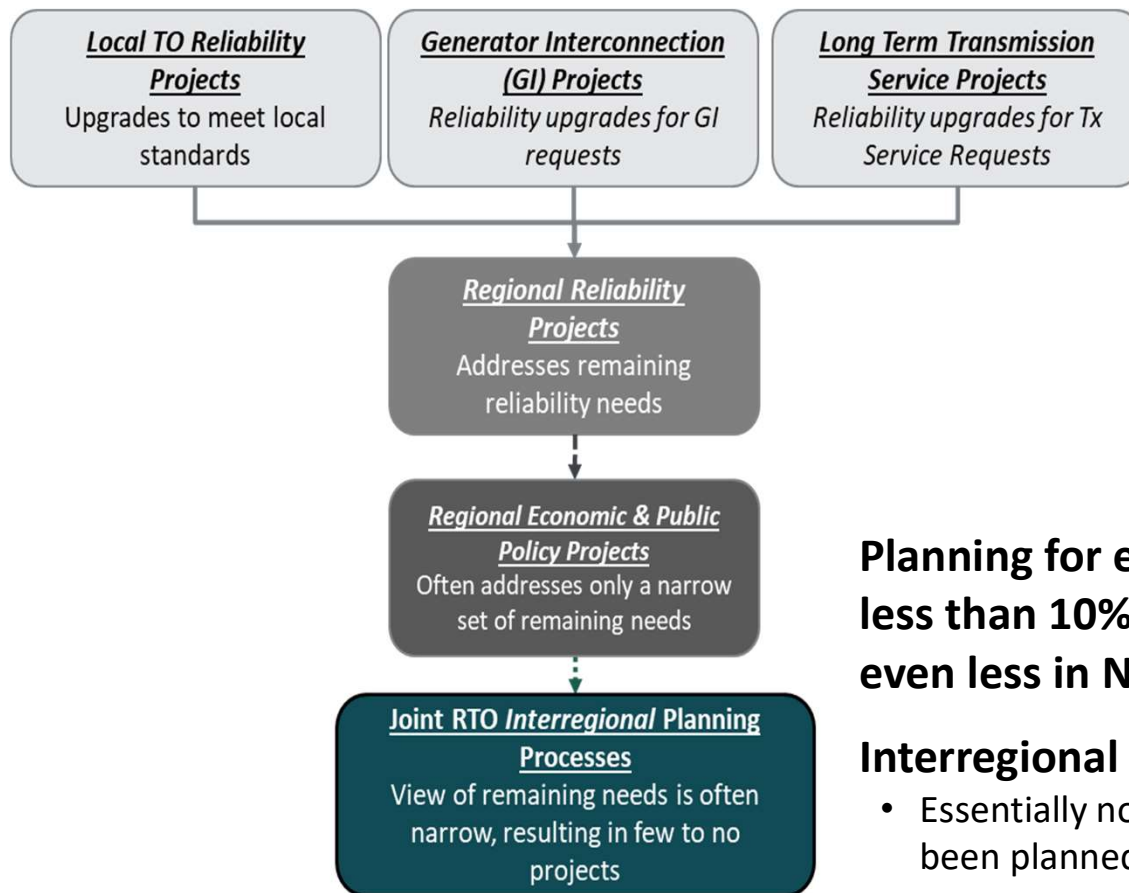 Local TO Reliability
Projects
Upgrades to meet local
standards
Generator Interconnection
(GI) Projects
Reliability upgrades for GI
requests
Long Term Transmission
Service Projects
Reliability upgrades for Tx
Service Requests
Regional Reliability
Projects
Addresses remaining
reliability needs
Regional Economic & Public
Policy Projects
Often addresses only a narrow
set of remaining needs
Joint RTO Interregional Planning
Processes
View of remaining needs is often
narrow, resulting in few to no
projects
Planning for
less than 10%
even less in
Interregional
• Essentially
been planned